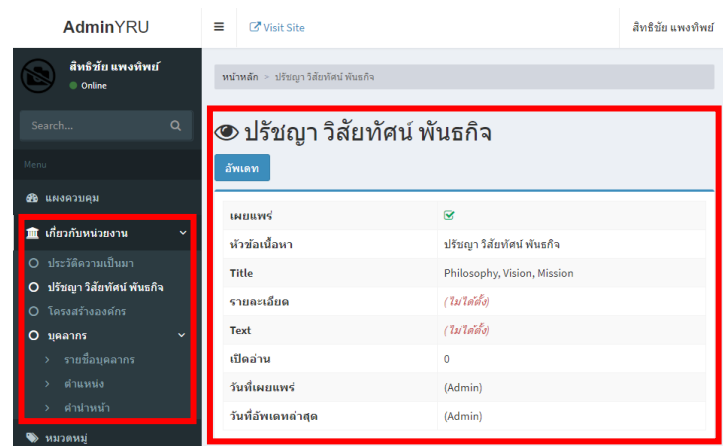 AdminYRU
Visit Site
สิทธิชัย แพงทิพย์
สิทธิชัย แพงทิพย์
Online
Search...
Menu
แผงควบคุม
เกี่ยวกับหน่วยงาน
ประวัติความเป็นมา
ปรัชญา วิสัยทัศน์ พันธกิจ
โครงสร้างองค์กร
บุคลากร
รายชื่อบุคลากร
ตำแหน่ง
คำนำหน้า
หมวดหมู่
หน้าหลัก > ปรัชญา วิสัยทัศน์ พันธกิจ
ปรัชญา วิสัยทัศน์ พันธกิจ
อัพเดท
เผยแพร่
หัวข้อเนื้อหา ปรัชญา วิสัยทัศน์ พันธกิจ
Title Philosophy, Vision, Mission
รายละเอียด (ไม่ได้ตั้ง)
Text (ไม่ได้ตั้ง)
เปิดอ่าน 0
วันที่เผยแพร่ (Admin)
วันที่อัพเดทล่าสุด (Admin)